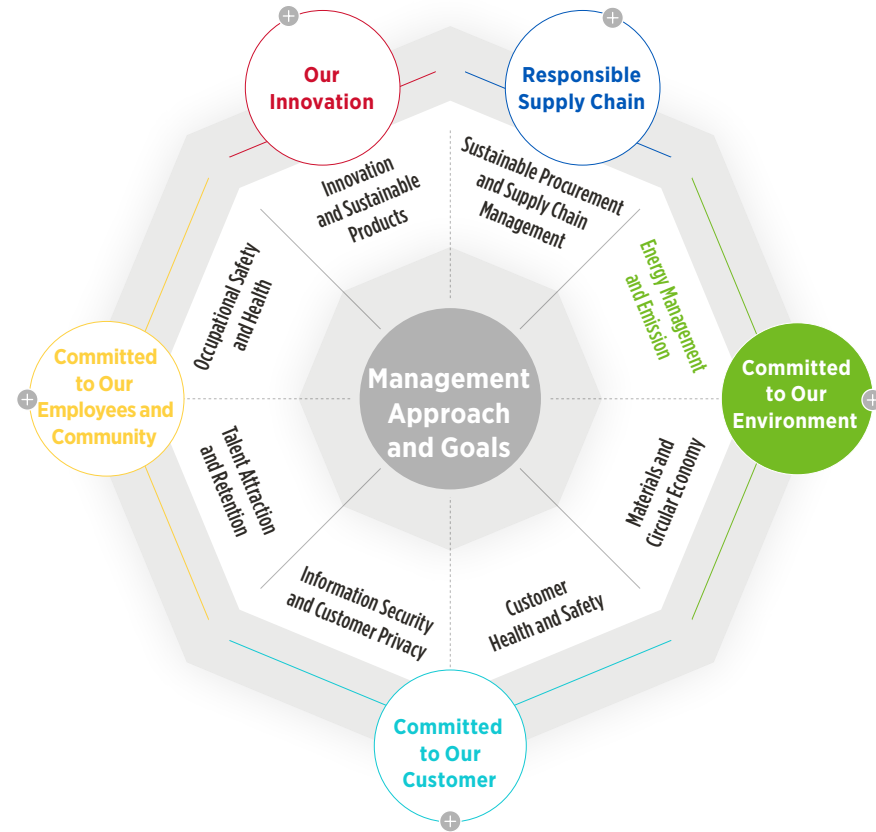 Our
Innovation
Responsible
Supply Chain
Innovation
and Sustainable
Products
Sustainable Procurement
and Supply Chain
Management
Occupational Safety
and Health
Energy Management
and Emission
Committed
to Our
Employees and
Community
Management
Approach
and Goals
Committed
to Our
Environment
Talent Attraction
and Retention
Materials and
Circular Economy
Information Security
and Customer Privacy
Customer
Health and Safety
Committed
to Our
Customer